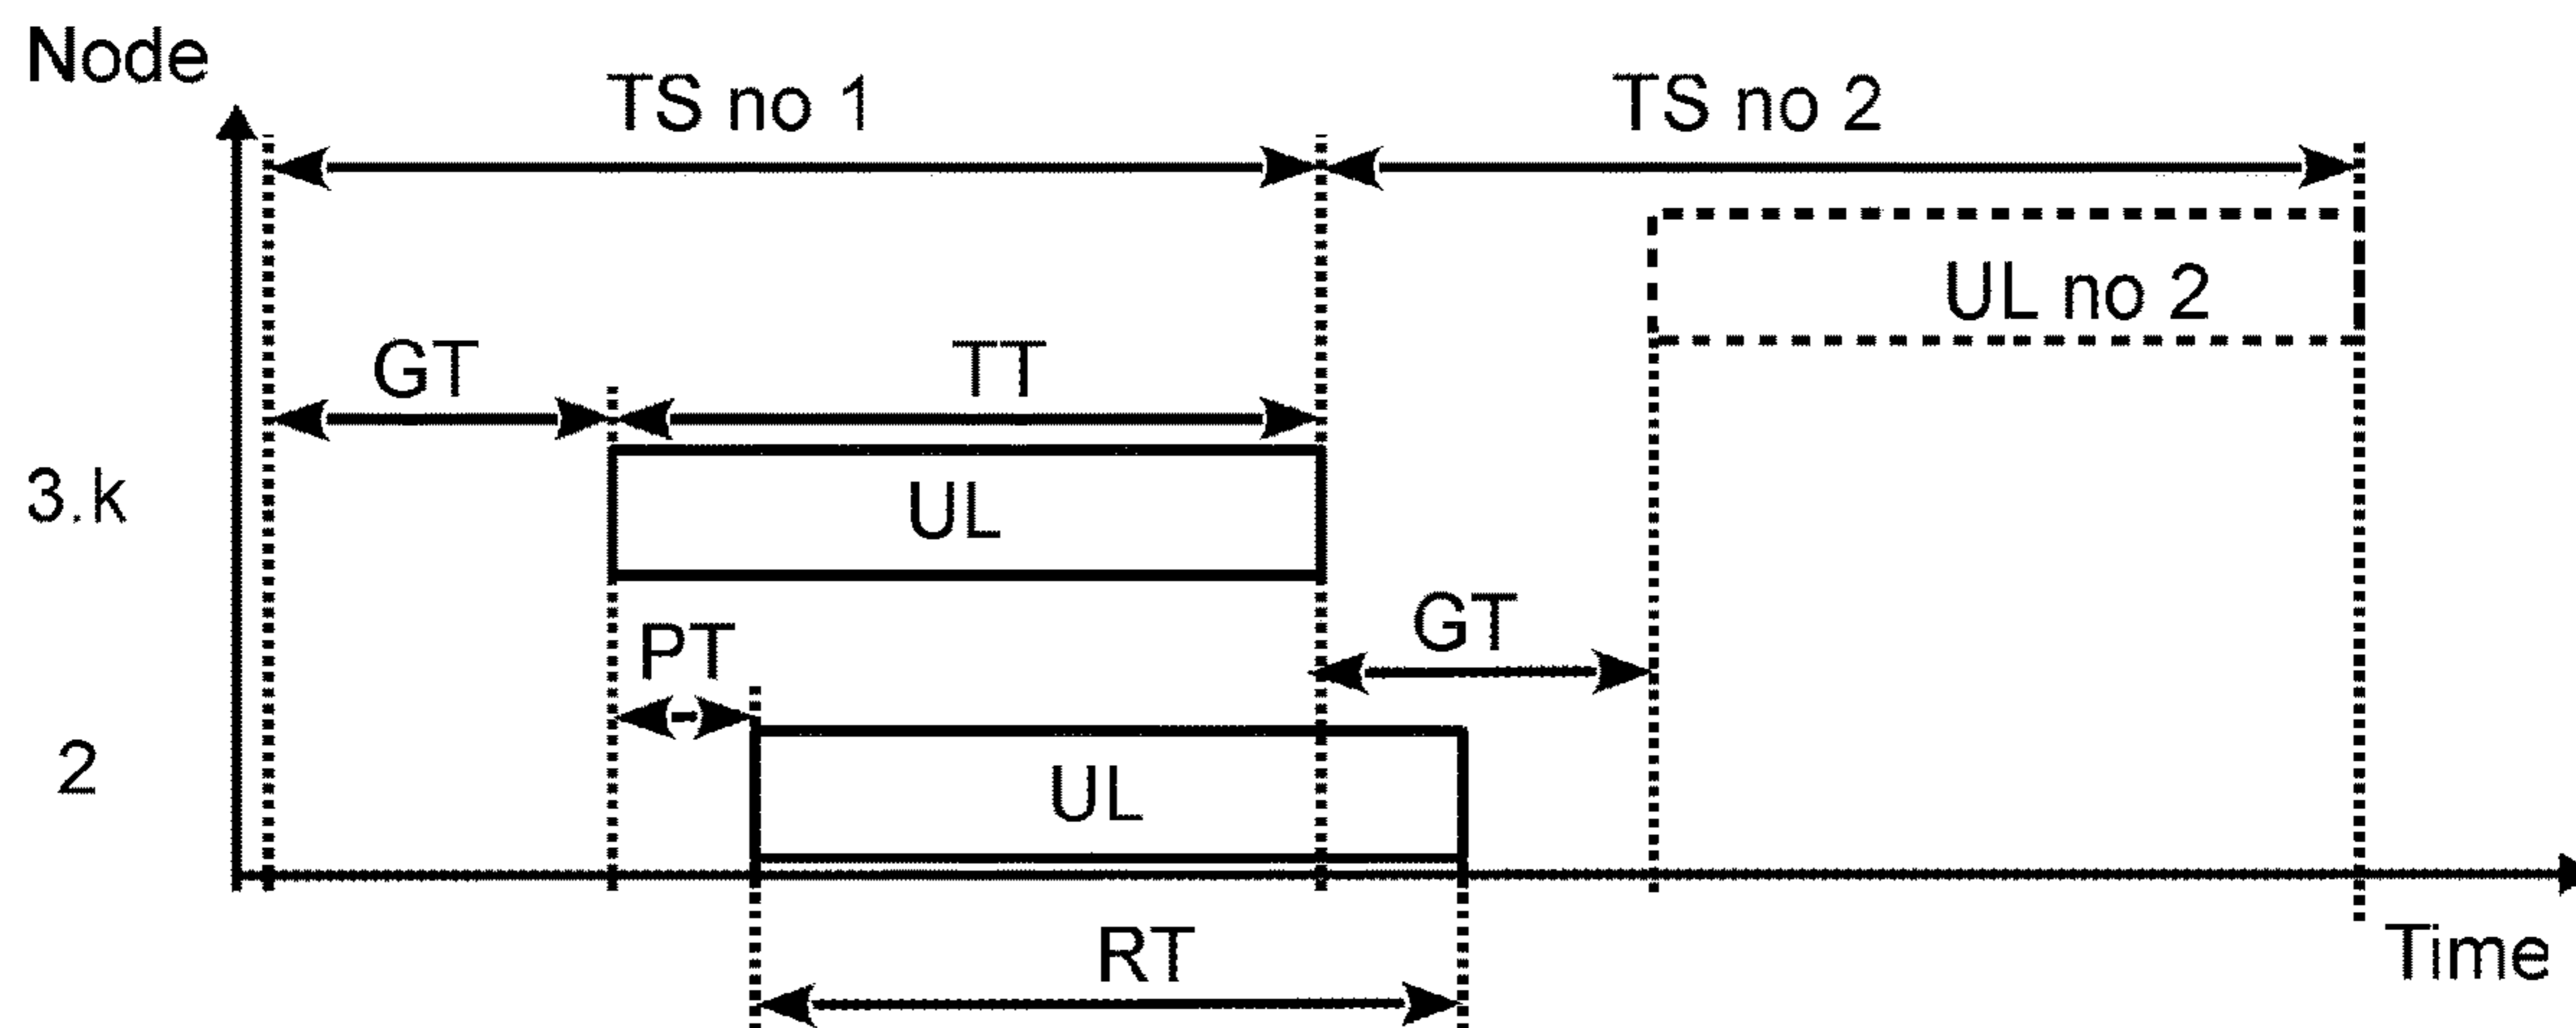 Node
TS no 1
TS no 2
UL no 2
GT
TT
3.k
UL
GT
PT
2
UL
RT
Time